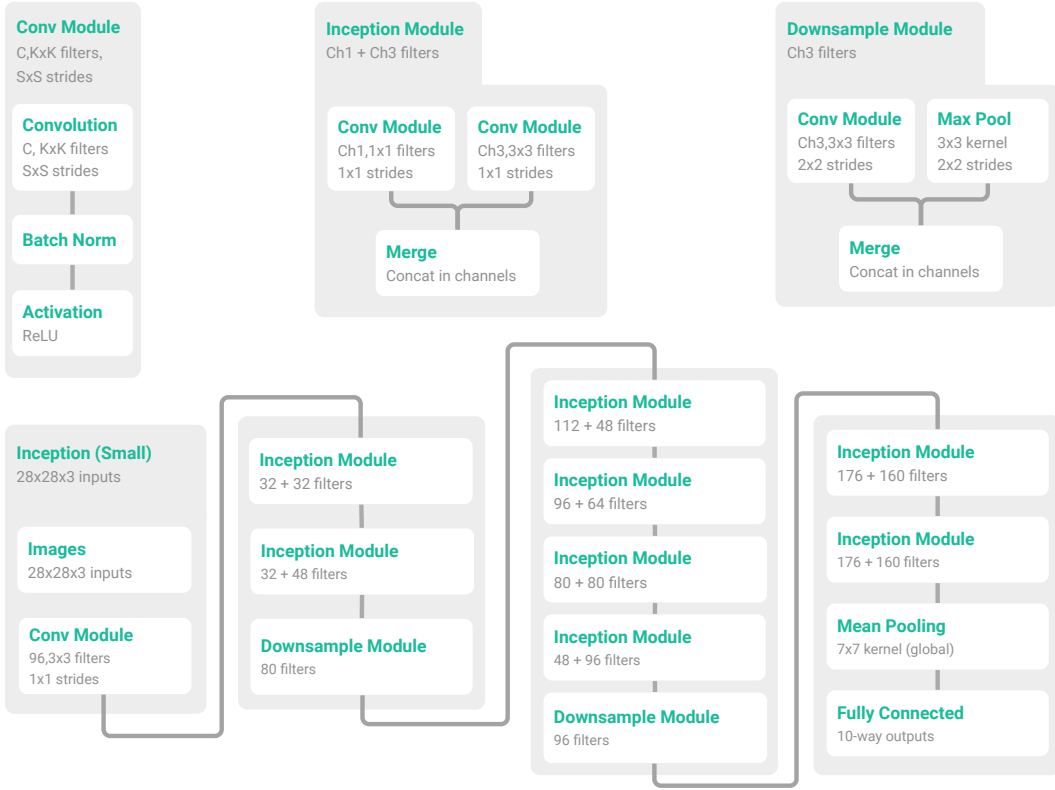 Conv Module
C,KxK filters,
SxS strides
Convolution
C, KxK filters
SxS strides
Batch Norm
Activation
ReLU
Inception Module
Ch1 + Ch3 filters
Conv Module
Ch1,1x1 filters
1x1 strides
Conv Module
Ch3,3x3 filters
1x1 strides
Merge
Concat in channels
Downsample Module
Ch3 filters
Conv Module
Ch3,3x3 filters
2x2 strides
Max Pool
3x3 kernel
2x2 strides
Merge
Concat in channels
Inception (Small)
28x28x3 inputs
Images
28x28x3 inputs
Conv Module
96,3x3 filters
1x1 strides
Inception Module
32 + 32 filters
Inception Module
32 + 48 filters
Downsample Module
80 filters
Inception Module
112 + 48 filters
Inception Module
96 + 64 filters
Inception Module
80 + 80 filters
Inception Module
48 + 96 filters
Downsample Module
96 filters
Inception Module
176 + 160 filters
Inception Module
176 + 160 filters
Mean Pooling
7x7 kernel (global)
Fully Connected
10-way outputs